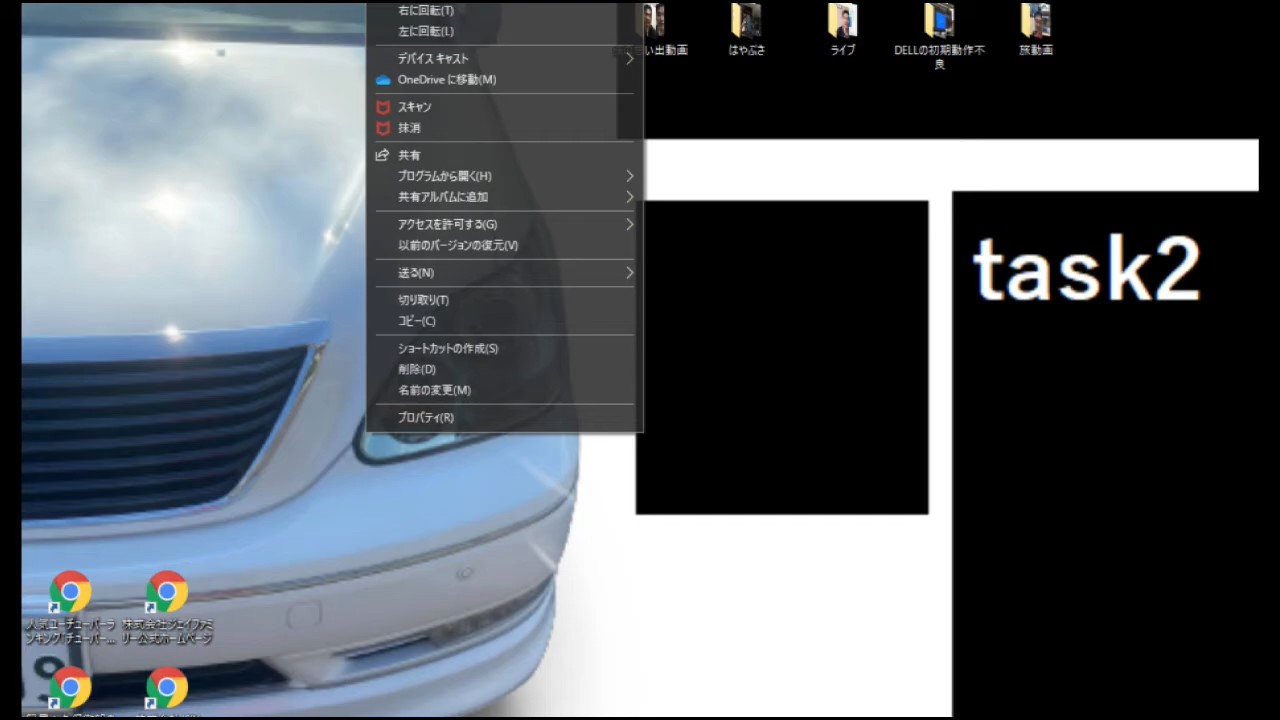 右に回転(T)
左に回転(L)
デバイス キャスト
OneDrive に移動(M)
スキャン
抹消
共有
プログラムから開く(H)
共有アルバムに追加
アクセスを許可する(G)
以前のバージョンの復元(V)
送る(N)
切り取り(T)
コピー(C)
ショートカットの作成(S)
削除(D)
名前の変更(M)
プロパティ(R)
い出動画
はやぶさ
ライブ
DELLの初期動作不
良
旅動画
task2
人気ユーチューバーラ
ンキング チューバー...
株式会社ジェイファミ
リー公式ホームページ